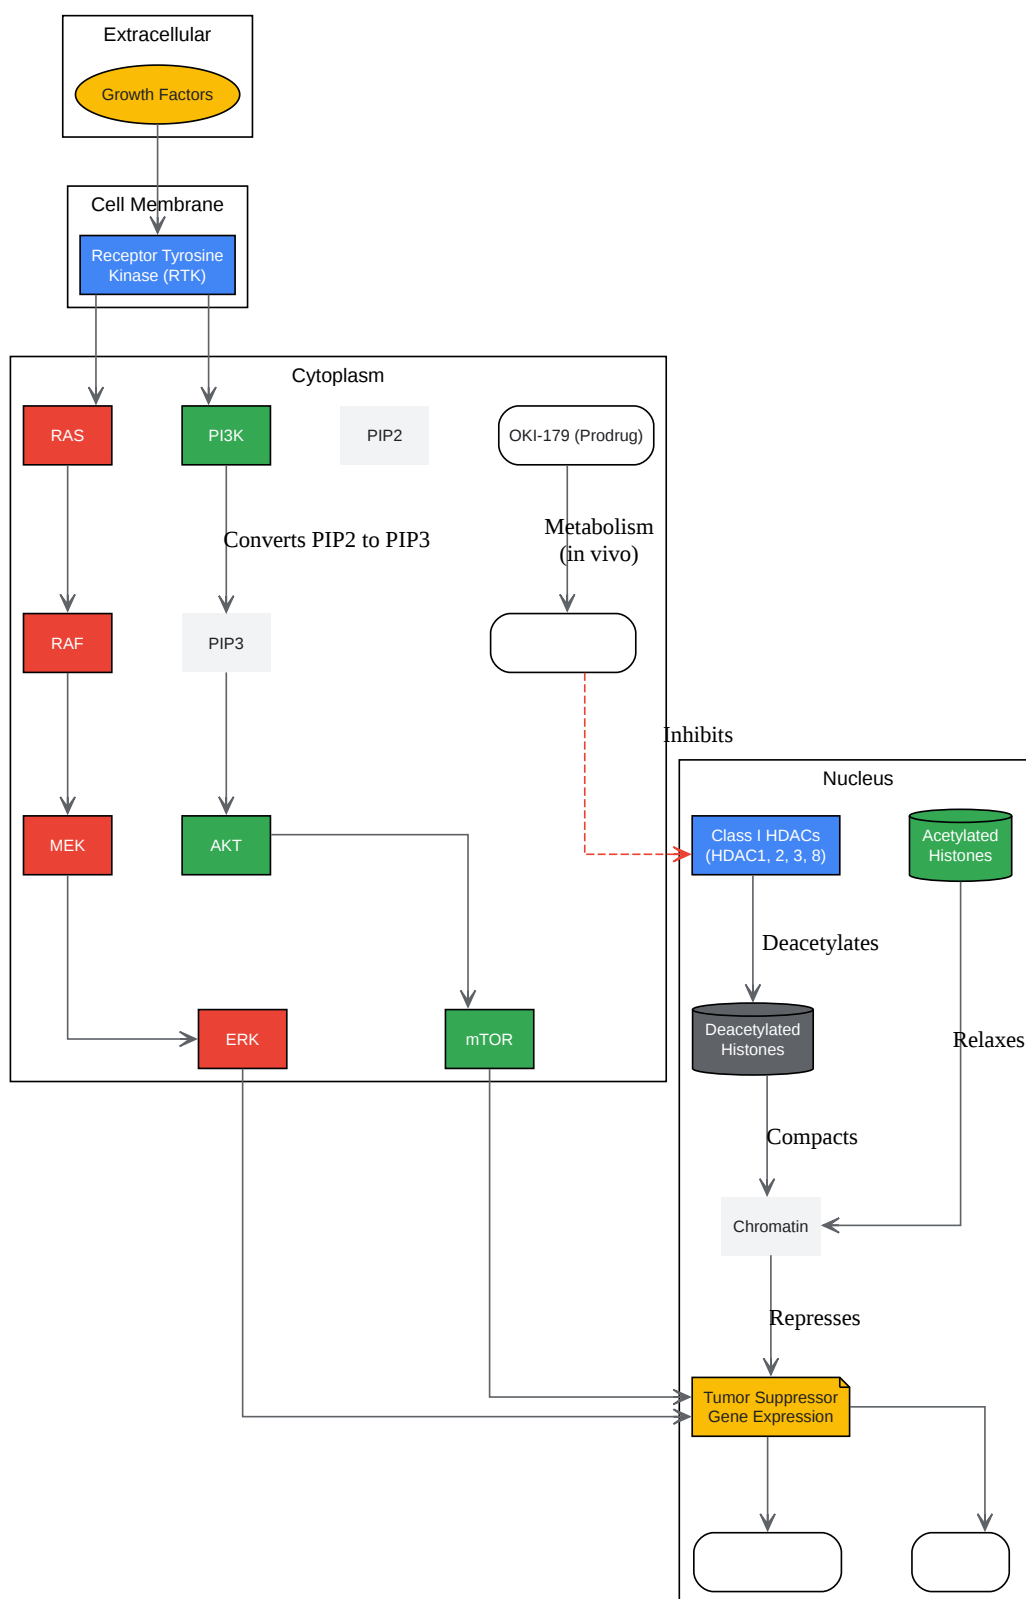 Extracellular
Growth Factors
Cell Membrane
Receptor Tyrosine
Kinase (RTK)
Cytoplasm
RAS
PI3K
PIP2
OKI-179 (Prodrug)
Converts PIP2 to PIP3
Metabolism
(in vivo)
RAF
PIP3
Inhibits
Nucleus
MEK
AKT
Class I HDACs
(HDAC1, 2, 3, 8)
Acetylated
Histones
Deacetylates
ERK
mTOR
Deacetylated
Histones
Relaxes
Compacts
Chromatin
Represses
Tumor Suppressor
Gene Expression